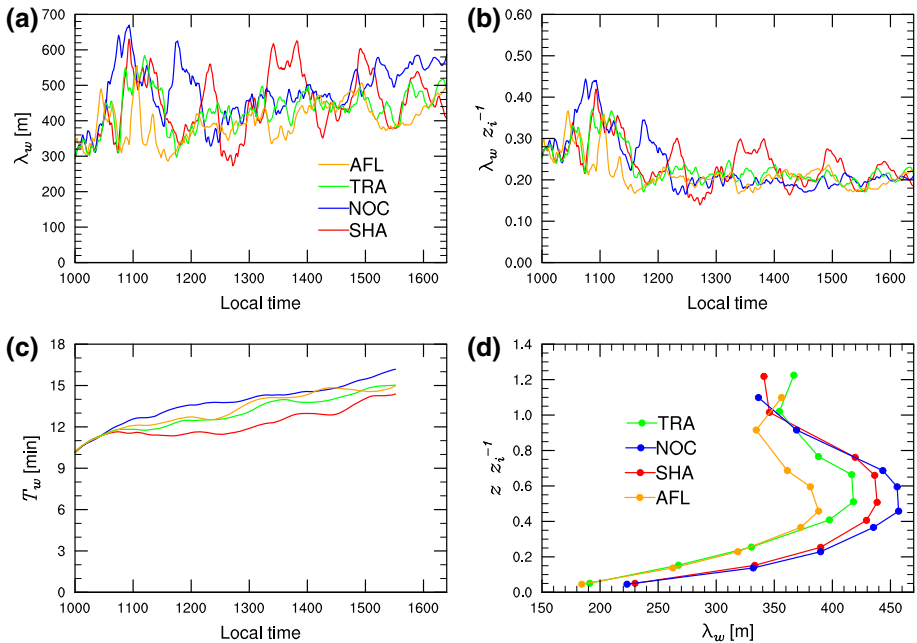 (a)
700
600
500
400
300
200
100
0
λw [m]
AFL
TRA
NOC
SHA
1000 1100 1200 1300 1400 1500 1600
Local time
(b)
0.60
0.50
0.40
0.30
0.20
0.10
0.00
λw zi⁻¹
1000 1100 1200 1300 1400 1500 1600
Local time
(c)
18
15
12
9
6
3
0
Tw [min]
1000 1100 1200 1300 1400 1500 1600
Local time
(d)
1.4
1.2
1.0
0.8
0.6
0.4
0.2
0.0
z zi⁻¹
TRA
NOC
SHA
AFL
150 200 250 300 350 400 450
λw [m]